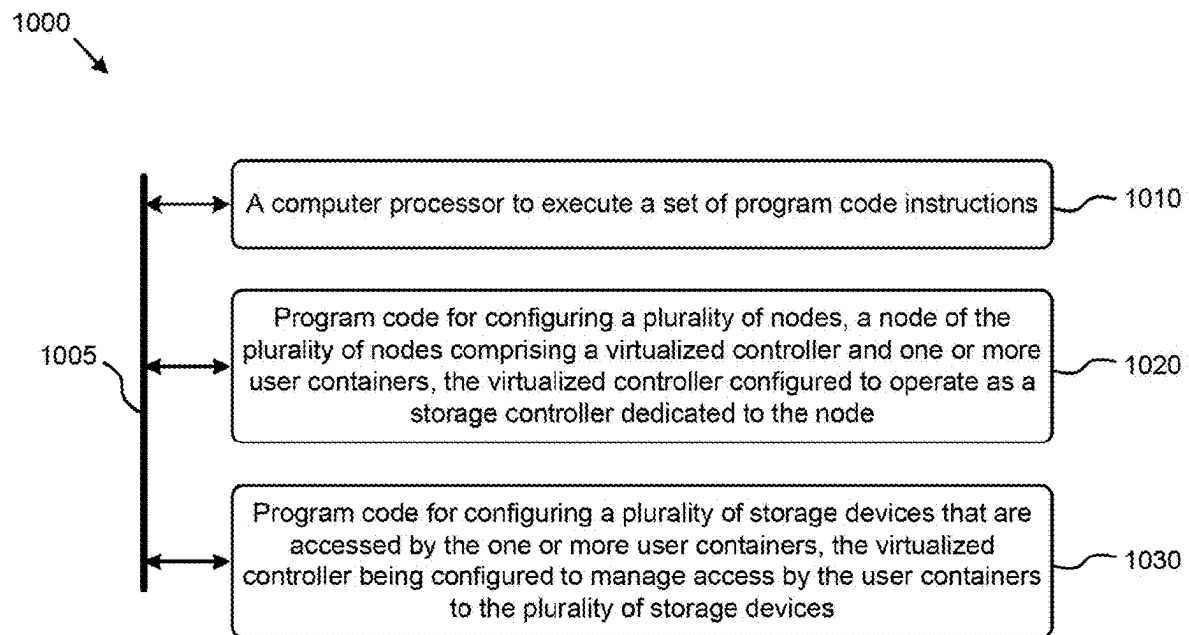 1000
A computer processor to execute a set of program code instructions
1010
Program code for configuring a plurality of nodes, a node of the
plurality of nodes comprising a virtualized controller and one or more
user containers, the virtualized controller configured to operate as a
storage controller dedicated to the node
1005
1020
Program code for configuring a plurality of storage devices that are
accessed by the one or more user containers, the virtualized
controller being configured to manage access by the user containers
to the plurality of storage devices
1030